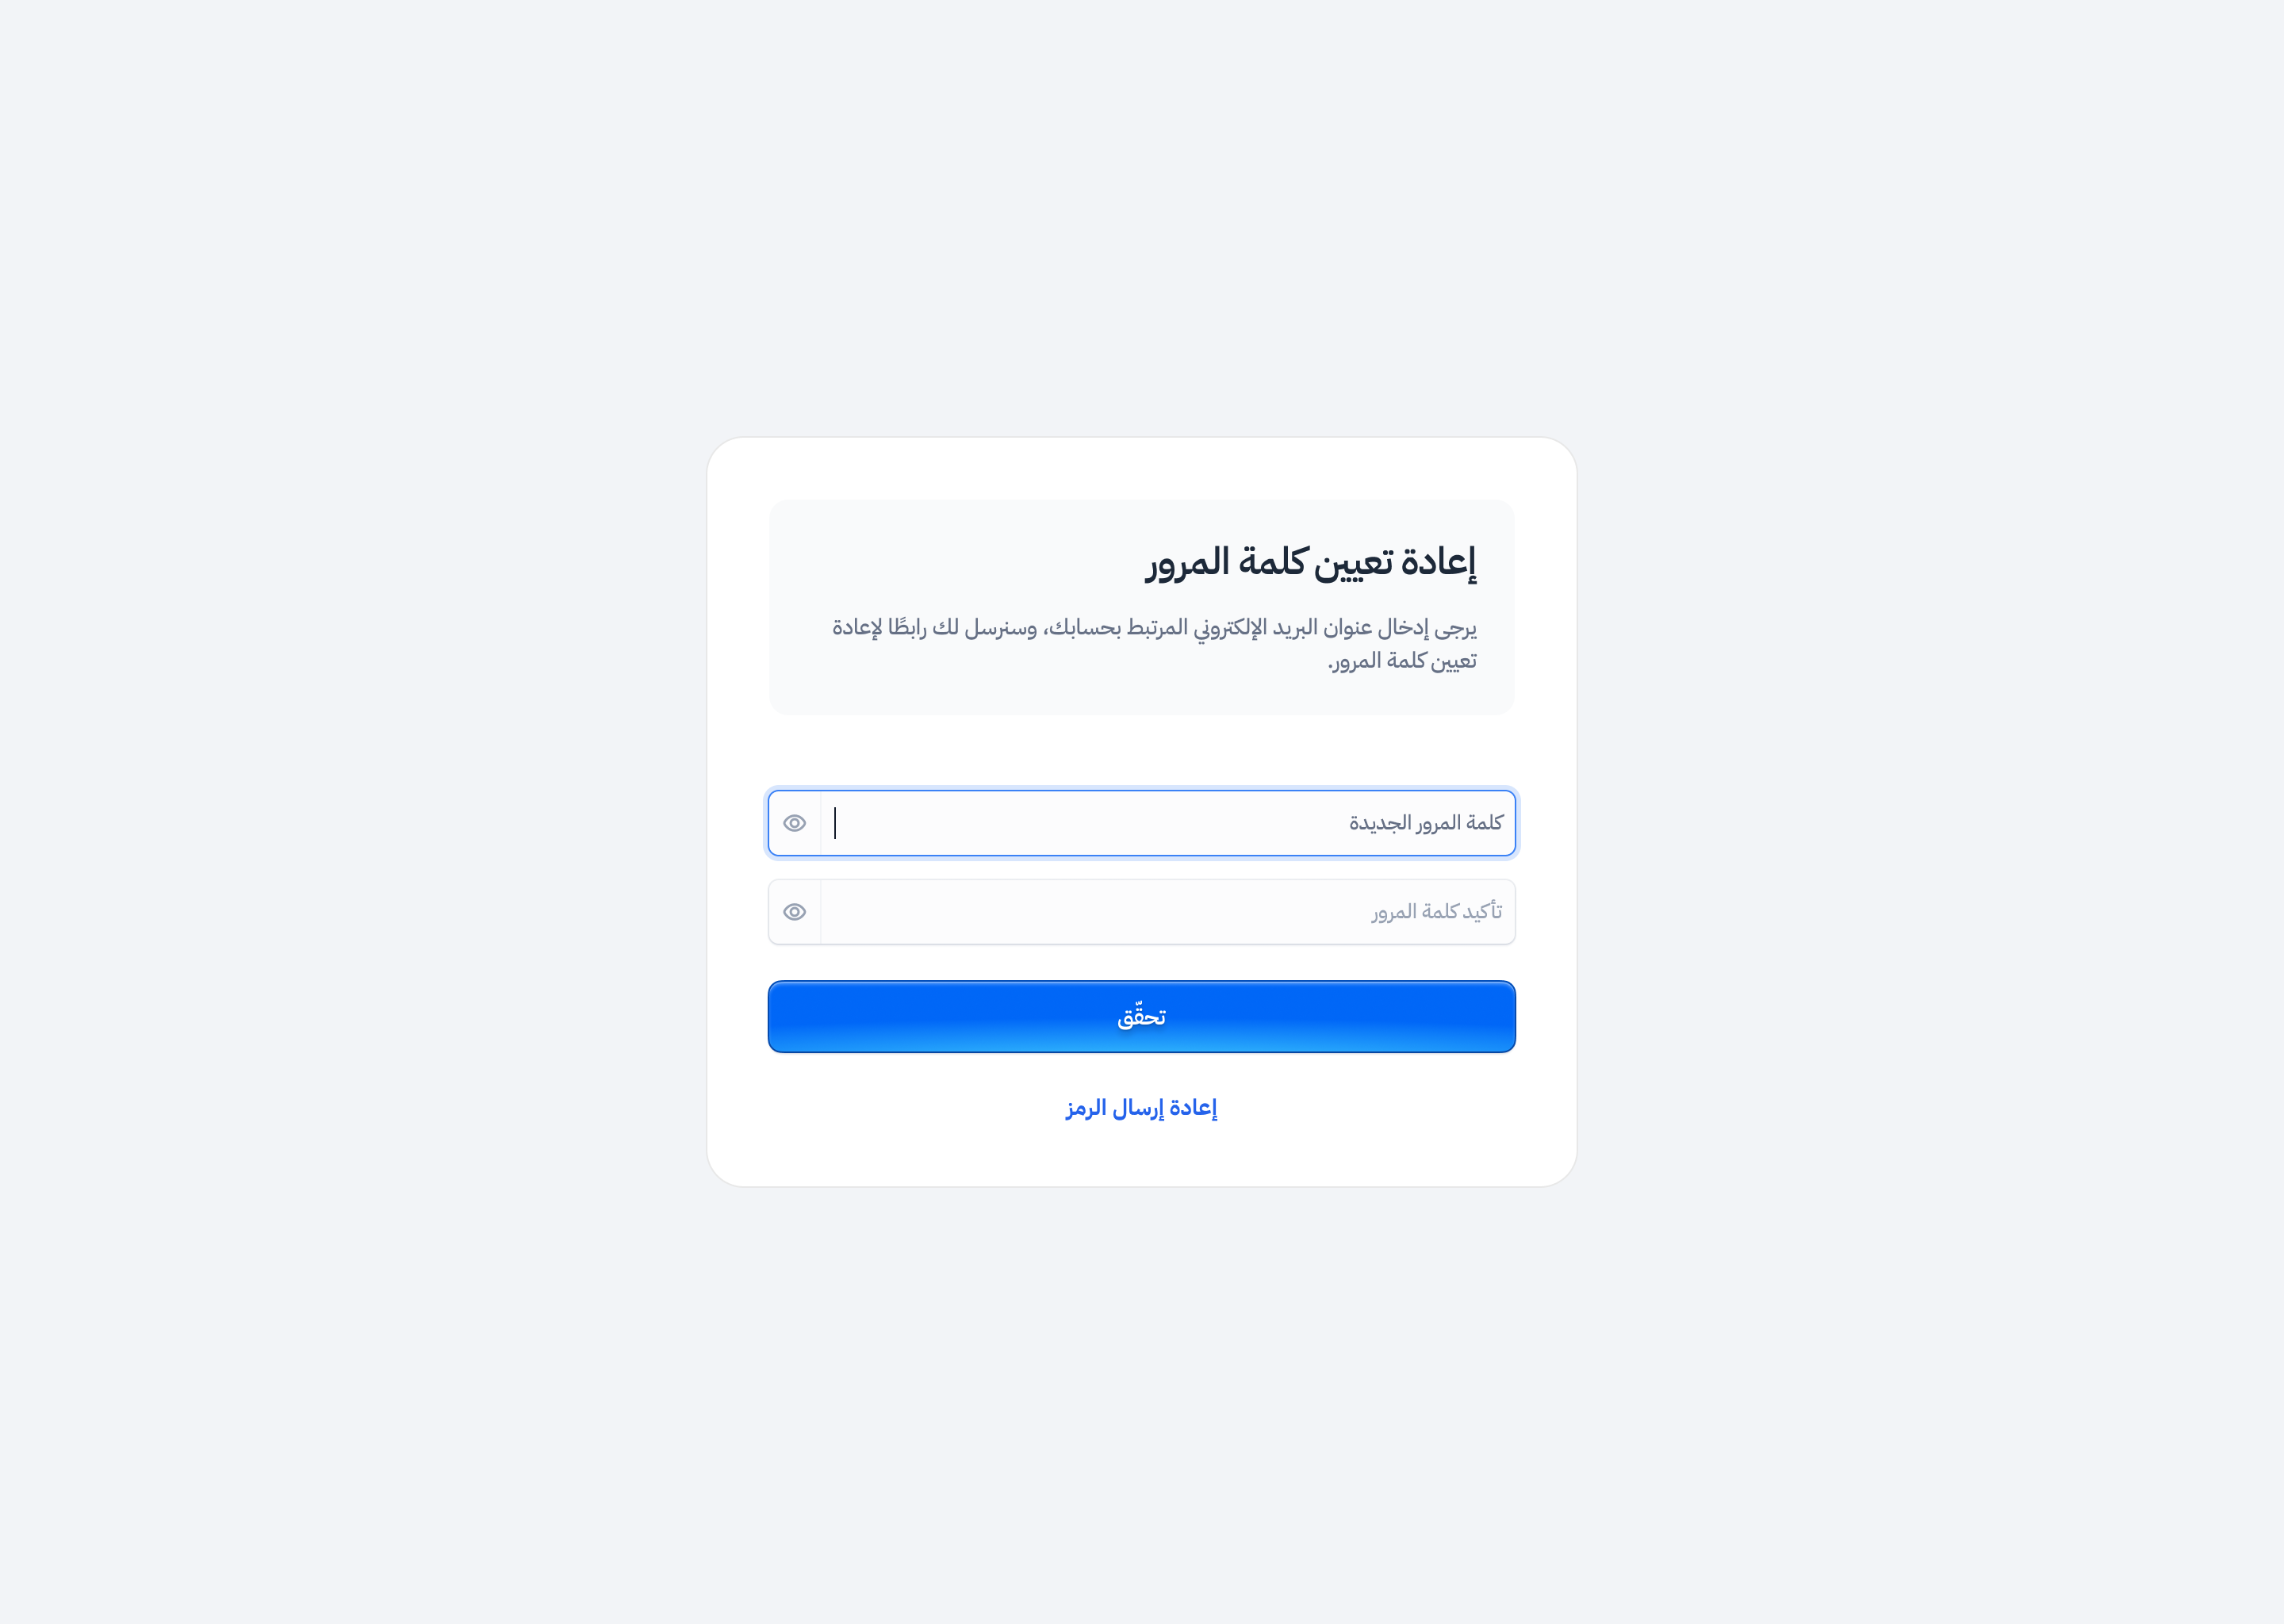 إعادة تعيين كلمة المرور
يرجى إدخال عنوان البريد الإلكتروني المرتبط بحسابك، وسنرسل لك رابطًا لإعادة
تعيين كلمة المرور.
كلمة المرور الجديدة
تأكيد كلمة المرور
تحقّق
إعادة إرسال الرمز